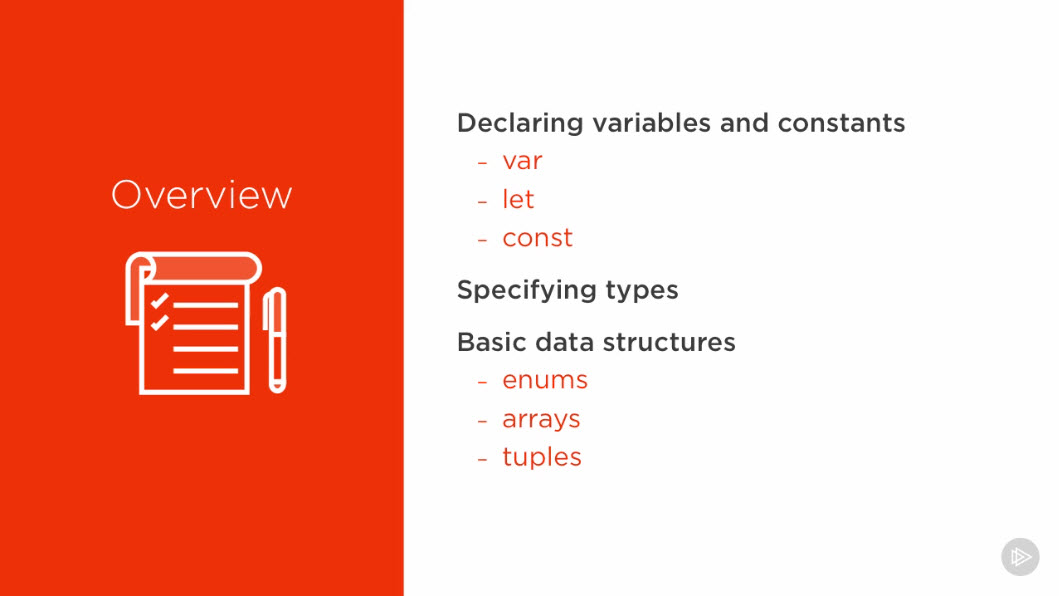 Overview
Declaring variables and constants
– var
– let
– const
Specifying types
Basic data structures
– enums
– arrays
– tuples